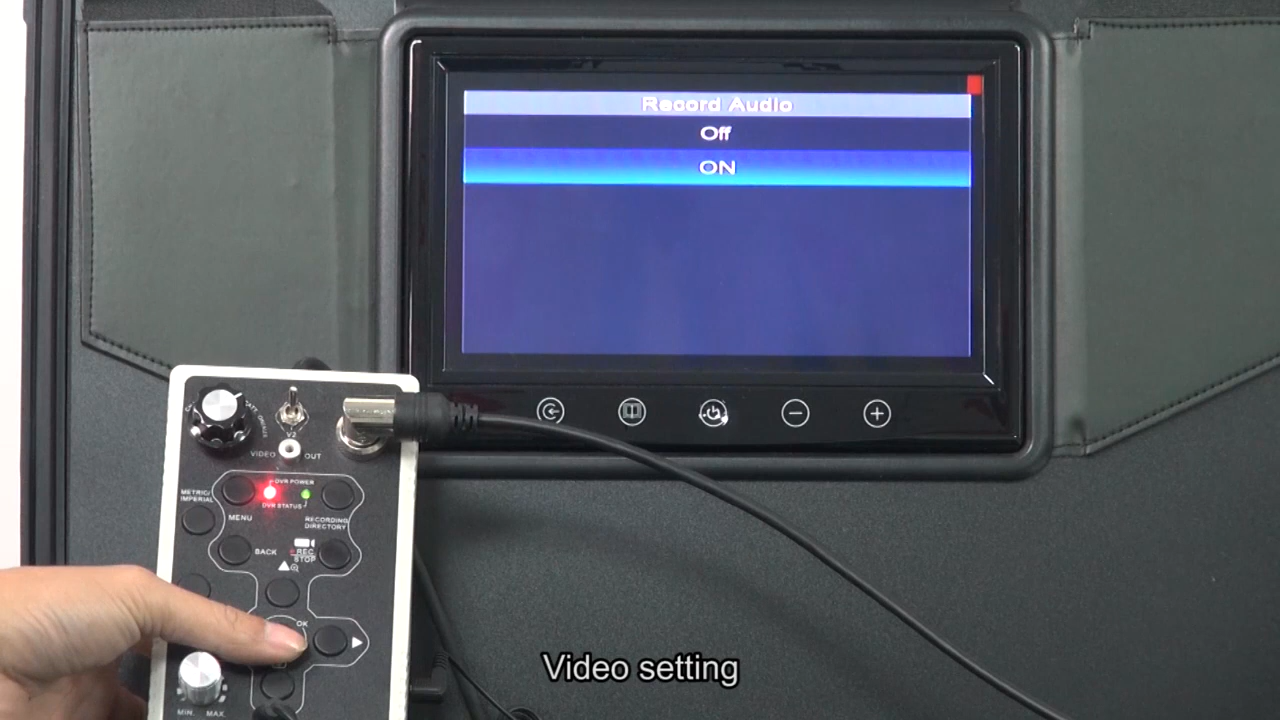 Record Audio
Off
ON
V2
VIDEO OUT
DVR POWER
METRIC/
IMPERIAL
DVR STATUS
MENU
RECORDING
DIRECTORY
BACK
REC
STOP
OK
MIN. MAX.
Video setting